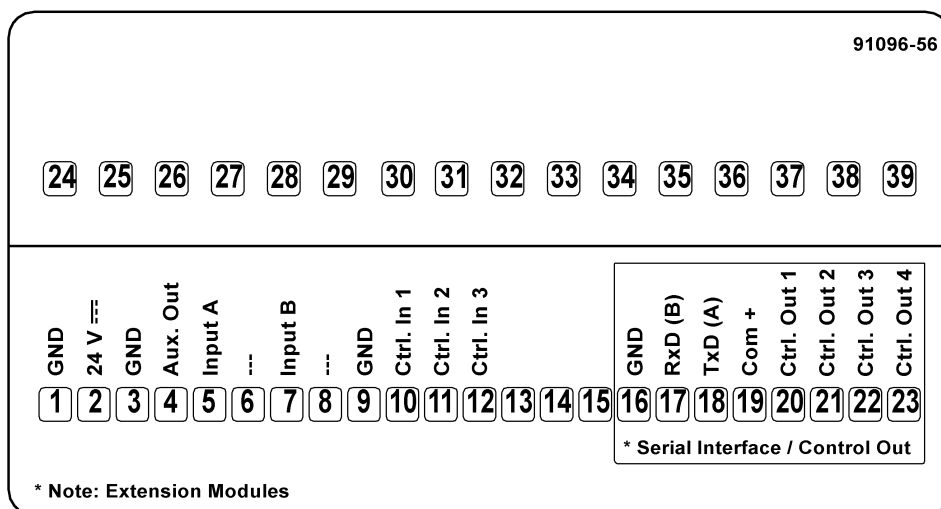 91096-56
24 25 26 27 28 29 30 31 32 33 34 35 36 37 38 39
GND
24 V ⎓
GND
Aux. Out
Input A
---
Input B
---
GND
Ctrl. In 1
Ctrl. In 2
Ctrl. In 3
GND
RxD (B)
TxD (A)
Com +
Ctrl. Out 1
Ctrl. Out 2
Ctrl. Out 3
Ctrl. Out 4
1 2 3 4 5 6 7 8 9 10 11 12 13 14 15 16 17 18 19 20 21 22 23
* Serial Interface / Control Out
* Note: Extension Modules